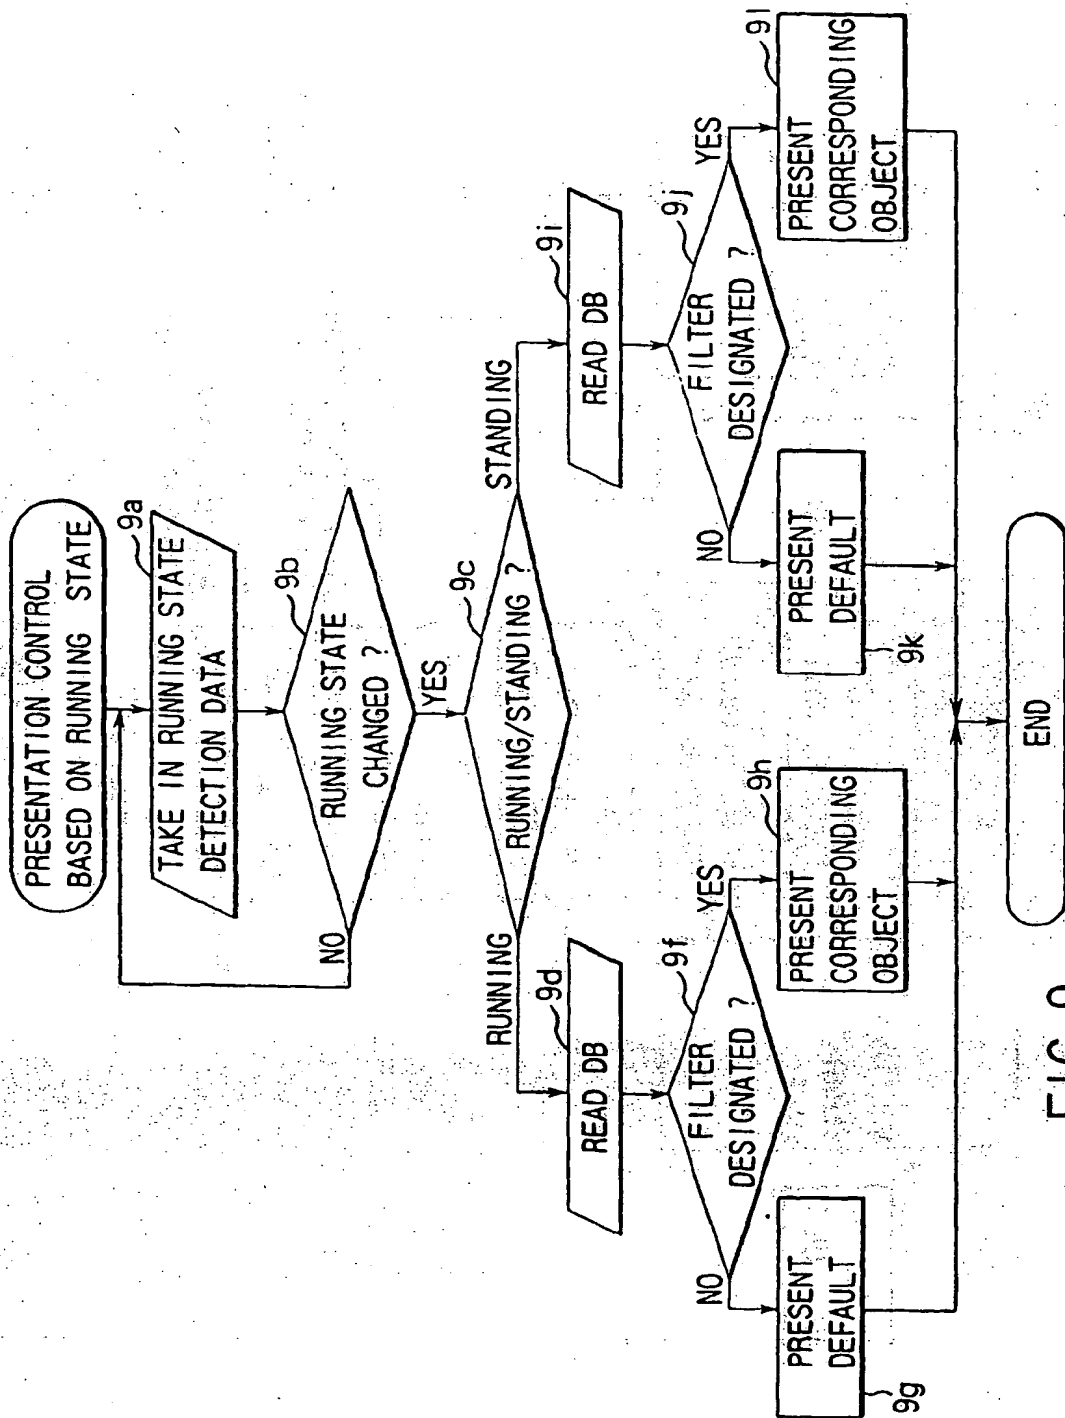 PRESENTATION CONTROL
BASED ON RUNNING STATE
9a
TAKE IN RUNNING STATE
DETECTION DATA
9b
RUNNING STATE
CHANGED ?
NO
YES
9c
RUNNING/STANDING ?
RUNNING
STANDING
9d
READ DB
9i
READ DB
9f
FILTER
DESIGNATED ?
NO
YES
9j
FILTER
DESIGNATED ?
NO
YES
PRESENT
DEFAULT
9g
9h
PRESENT
CORRESPONDING
OBJECT
PRESENT
DEFAULT
9k
9l
PRESENT
CORRESPONDING
OBJECT
END